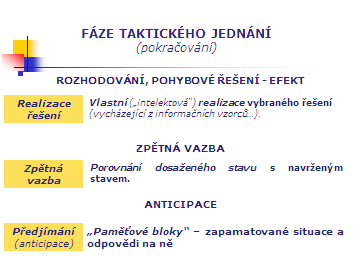 FÁZE TAKTICKÉHO JEDNÁNÍ
(pokračování)
ROZHODOVÁNÍ, POHYBOVÉ ŘEŠENÍ - EFEKT
Realizace
řešení
Vlastní („intelektová“) realizace vybraného řešení
(vycházející z informačních vzorců…).
ZPĚTNÁ VAZBA
Zpětná
vazba
Porovnání dosaženého stavu s navrženým
stavem.
ANTICIPACE
Předjímání
(anticipace)
„Paměťové bloky“ – zapamatované situace a
odpovědi na ně